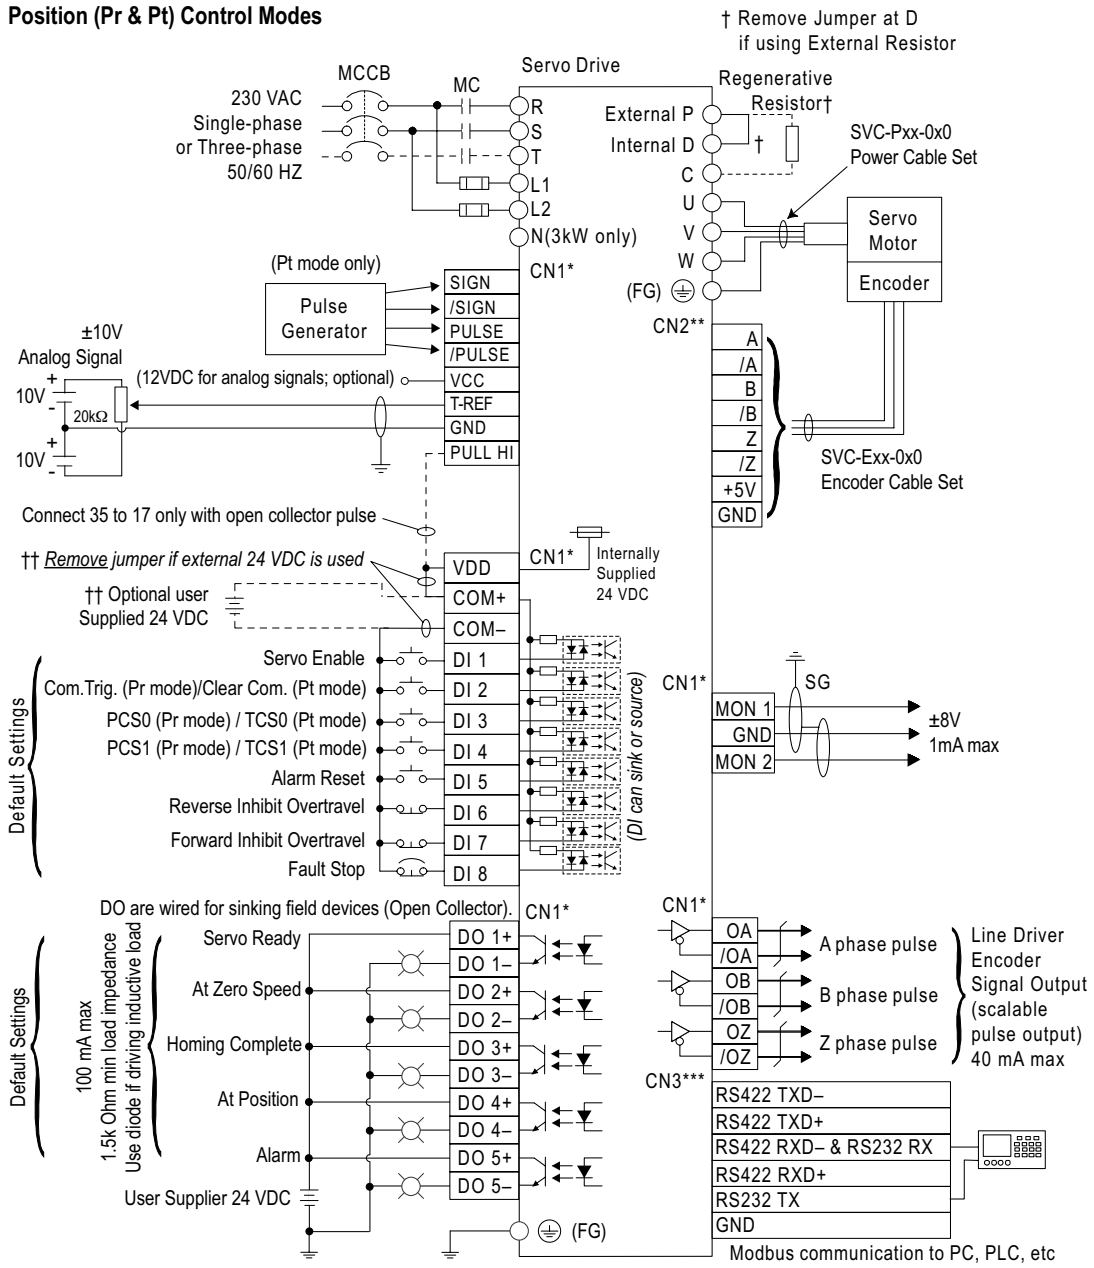 Position (Pr & Pt) Control Modes
† Remove Jumper at D
if using External Resistor
MCCB
MC
Servo Drive
230 VAC
Single-phase
or Three-phase
50/60 HZ
R
S
T
L1
L2
N(3kW only)
External P
Internal D
C
U
V
W
(FG)
Regenerative
Resistor†
†
SVC-Pxx-0x0
Power Cable Set
Servo
Motor
Encoder
(Pt mode only)
Pulse
Generator
CN1*
SIGN
/SIGN
PULSE
/PULSE
VCC
T-REF
GND
PULL HI
±10V
Analog Signal
(12VDC for analog signals; optional)
+
10V
-
20kΩ
+
10V
-
CN2**
A
/A
B
/B
Z
/Z
+5V
GND
SVC-Exx-0x0
Encoder Cable Set
Connect 35 to 17 only with open collector pulse
†† Remove jumper if external 24 VDC is used
†† Optional user
Supplied 24 VDC
CN1*
Internally
Supplied
24 VDC
VDD
COM+
COM–
DI 1
DI 2
DI 3
DI 4
DI 5
DI 6
DI 7
DI 8
Default Settings
Servo Enable
Com.Trig. (Pr mode)/Clear Com. (Pt mode)
PCS0 (Pr mode) / TCS0 (Pt mode)
PCS1 (Pr mode) / TCS1 (Pt mode)
Alarm Reset
Reverse Inhibit Overtravel
Forward Inhibit Overtravel
Fault Stop
(DI can sink or source)
CN1*
MON 1
GND
MON 2
SG
±8V
1mA max
DO are wired for sinking field devices (Open Collector).
CN1*
Default Settings
100 mA max
1.5k Ohm min load impedance
Use diode if driving inductive load
Servo Ready
At Zero Speed
Homing Complete
At Position
Alarm
User Supplier 24 VDC
DO 1+
DO 1–
DO 2+
DO 2–
DO 3+
DO 3–
DO 4+
DO 4–
DO 5+
DO 5–
(FG)
CN1*
OA
/OA
OB
/OB
OZ
/OZ
A phase pulse
B phase pulse
Z phase pulse
Line Driver
Encoder
Signal Output
(scalable
pulse output)
40 mA max
CN3***
RS422 TXD–
RS422 TXD+
RS422 RXD– & RS232 RX
RS422 RXD+
RS232 TX
GND
Modbus communication to PC, PLC, etc